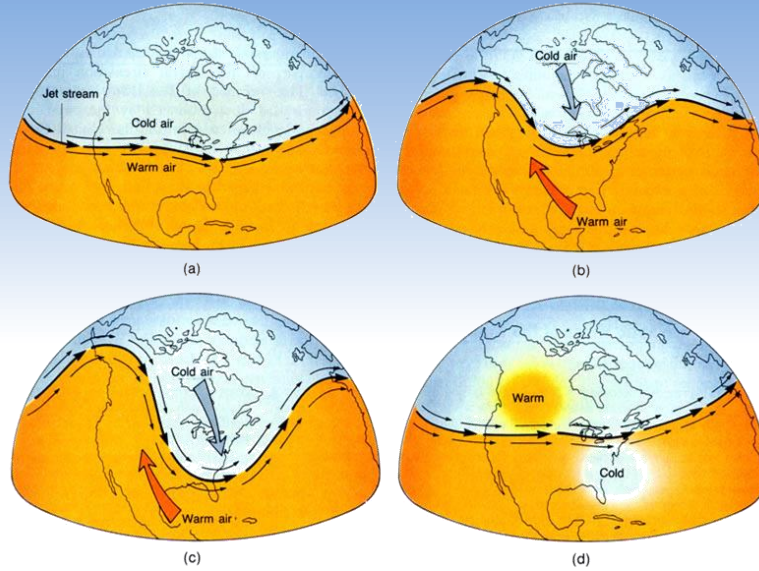 Jet stream
Cold air
Warm air
(a)
Cold air
Warm air
(b)
Cold air
Warm air
(c)
Warm
Cold
(d)